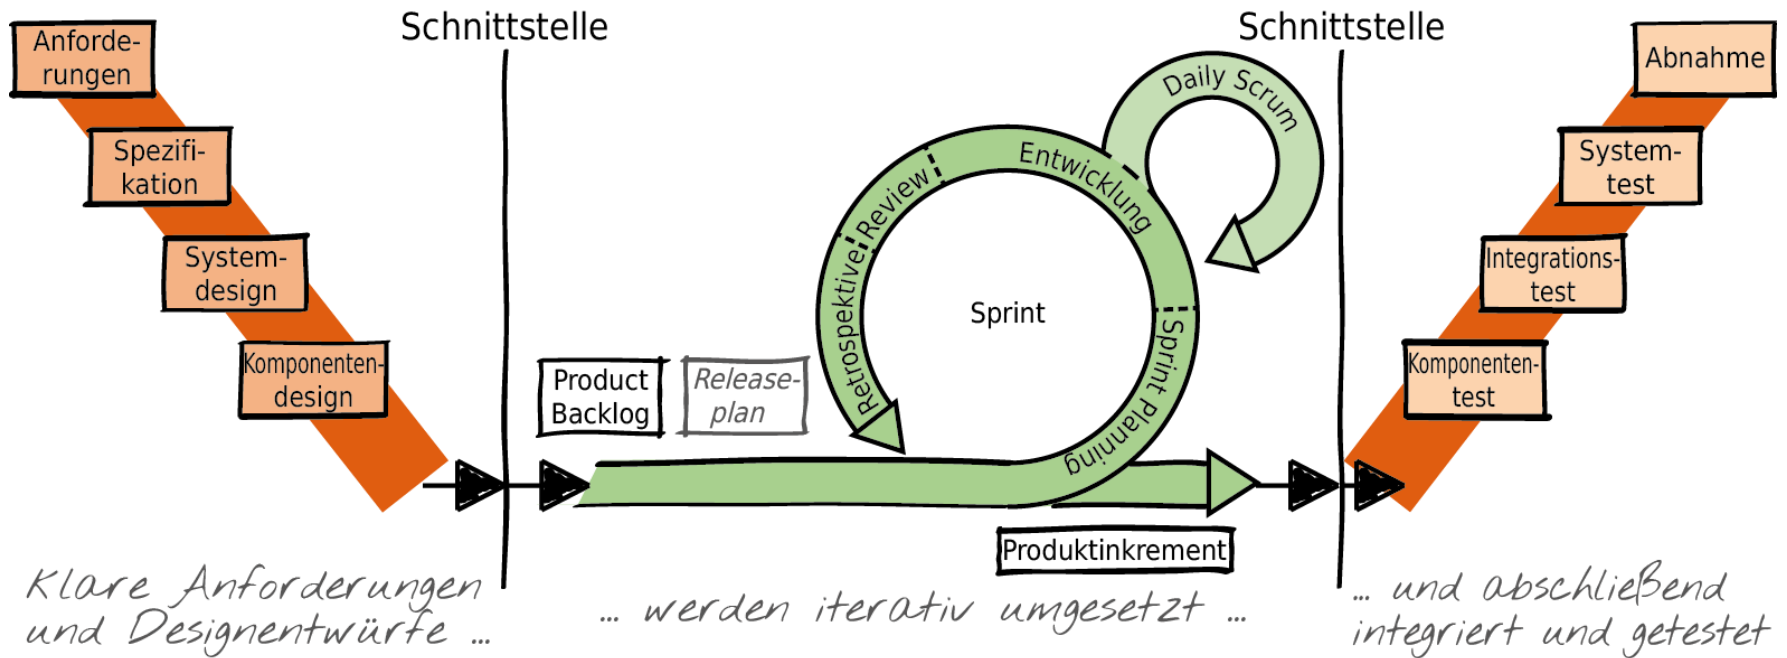 Schnittstelle
Schnittstelle
Anforde-
rungen
Spezifi-
kation
System-
design
Komponenten-
design
Product
Backlog
Release-
plan
Sprint
Sprint Planning
Entwicklung
Review
Retrospektive
Daily Scrum
Produktinkrement
Abnahme
System-
test
Integrations-
test
Komponenten-
test
Klare Anforderungen
und Designentwürfe ...
... werden iterativ umgesetzt ...
... und abschließend
integriert und getestet